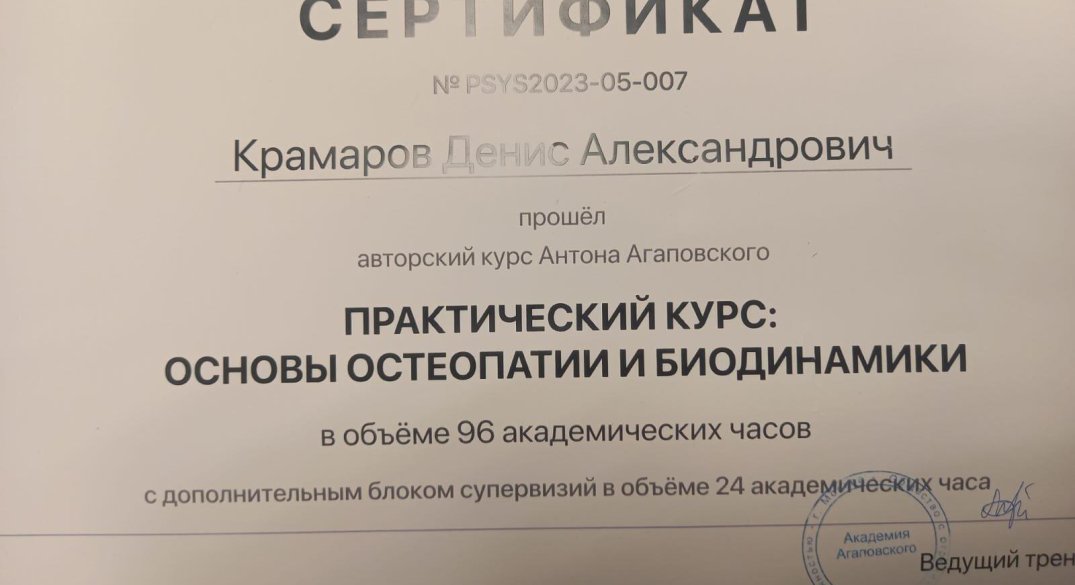 СЕРТИФИКАТ
№ PSYS2023-05-007
Крамаров Денис Александрович
прошёл
авторский курс Антона Агаповского
ПРАКТИЧЕСКИЙ КУРС:
ОСНОВЫ ОСТЕОПАТИИ И БИОДИНАМИКИ
в объёме 96 академических часов
с дополнительным блоком супервизий в объёме 24 академических часа
Академия
Агаповского
Ведущий трен